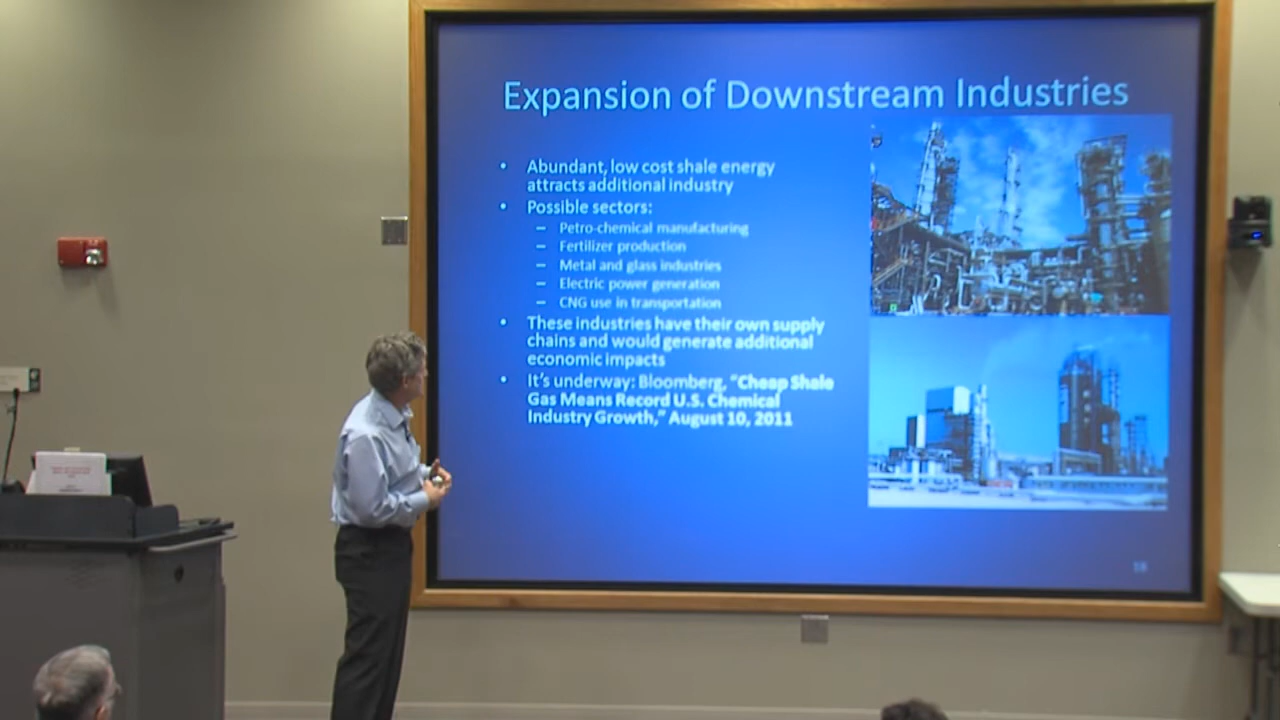 Expansion of Downstream Industries
• Abundant, low cost shale energy
attracts additional industry
• Possible sectors:
– Petro-chemical manufacturing
– Fertilizer production
– Metal and glass industries
– Electric power generation
– CNG use in transportation
• These industries have their own supply
chains and would generate additional
economic impacts
• It's underway; Bloomberg, "Cheap Shale
Gas Means Record U.S. Chemical
Industry Growth," August 10, 2011
18